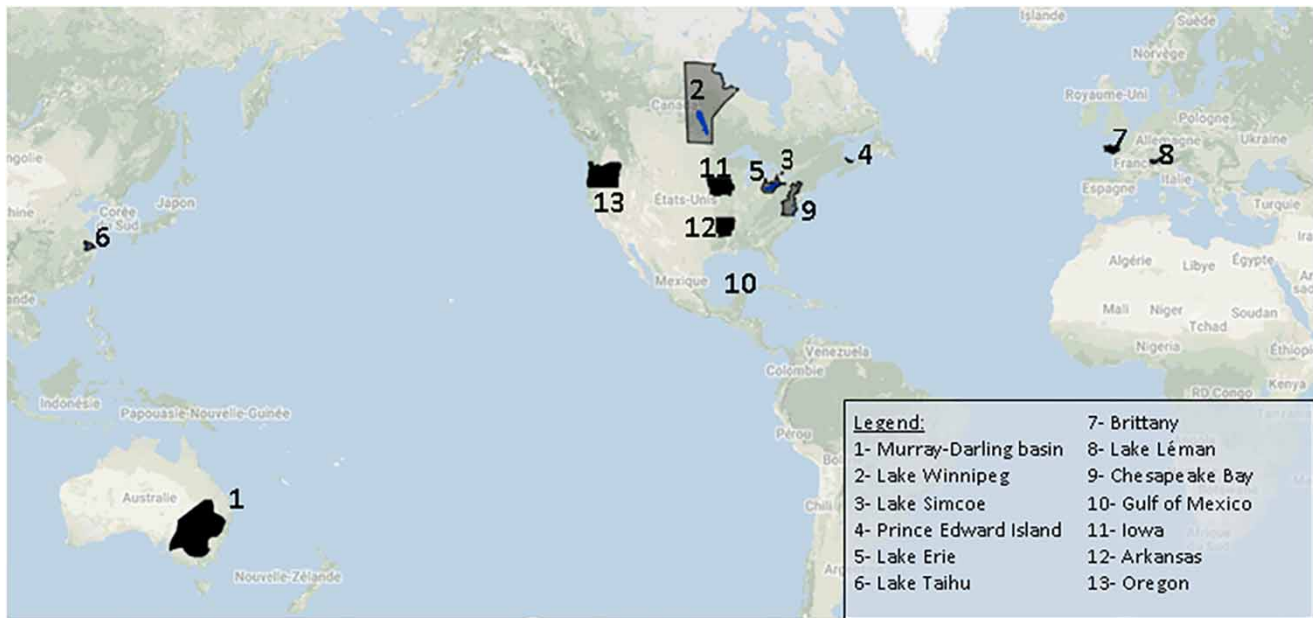 Islande
Suède
Norvège
Royaume-Uni
Pologne
Allemagne
Ukraine
France
Italie
Espagne
Turquie
ngolie
Chine
Corée
du Sud
Japon
Canada
États-Unis
Mexique
Algérie
Libye
Égypte
Mali
Niger
Tchad
Soudan
Nigeria
Éthiop
Venezuela
Colombie
RD Congo
Kenya
Tanzan
Indonésie
Papouasie-Nouvelle-Guinée
Pérou
Australie
Nouvelle-Zélande
1
2
3
4
5
6
7
8
9
10
11
12
13
Legend:
1- Murray-Darling basin
2- Lake Winnipeg
3- Lake Simcoe
4- Prince Edward Island
5- Lake Erie
6- Lake Taihu
7- Brittany
8- Lake Léman
9- Chesapeake Bay
10- Gulf of Mexico
11- Iowa
12- Arkansas
13- Oregon